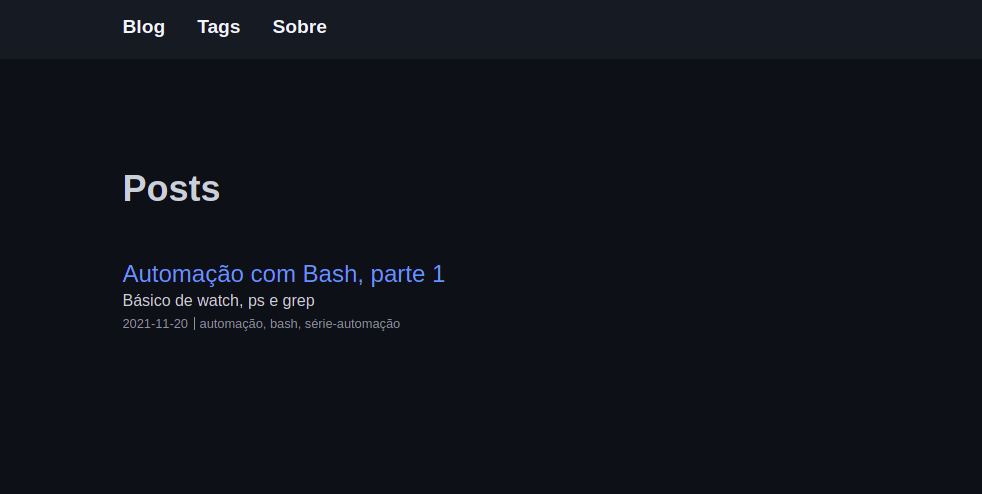 Blog Tags Sobre
Posts
Automação com Bash, parte 1
Básico de watch, ps e grep
2021-11-20 | automação, bash, série-automação